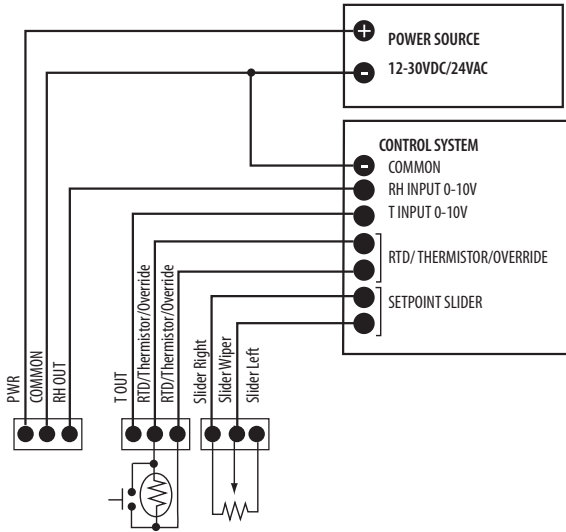 POWER SOURCE
12-30VDC/24VAC
CONTROL SYSTEM
COMMON
RH INPUT 0-10V
T INPUT 0-10V
RTD/ THERMISTOR/OVERRIDE
SETPOINT SLIDER
PWR
COMMON
RH OUT
T OUT
RTD/Thermistor/Override
RTD/Thermistor/Override
Slider Right
Slider Wiper
Slider Left